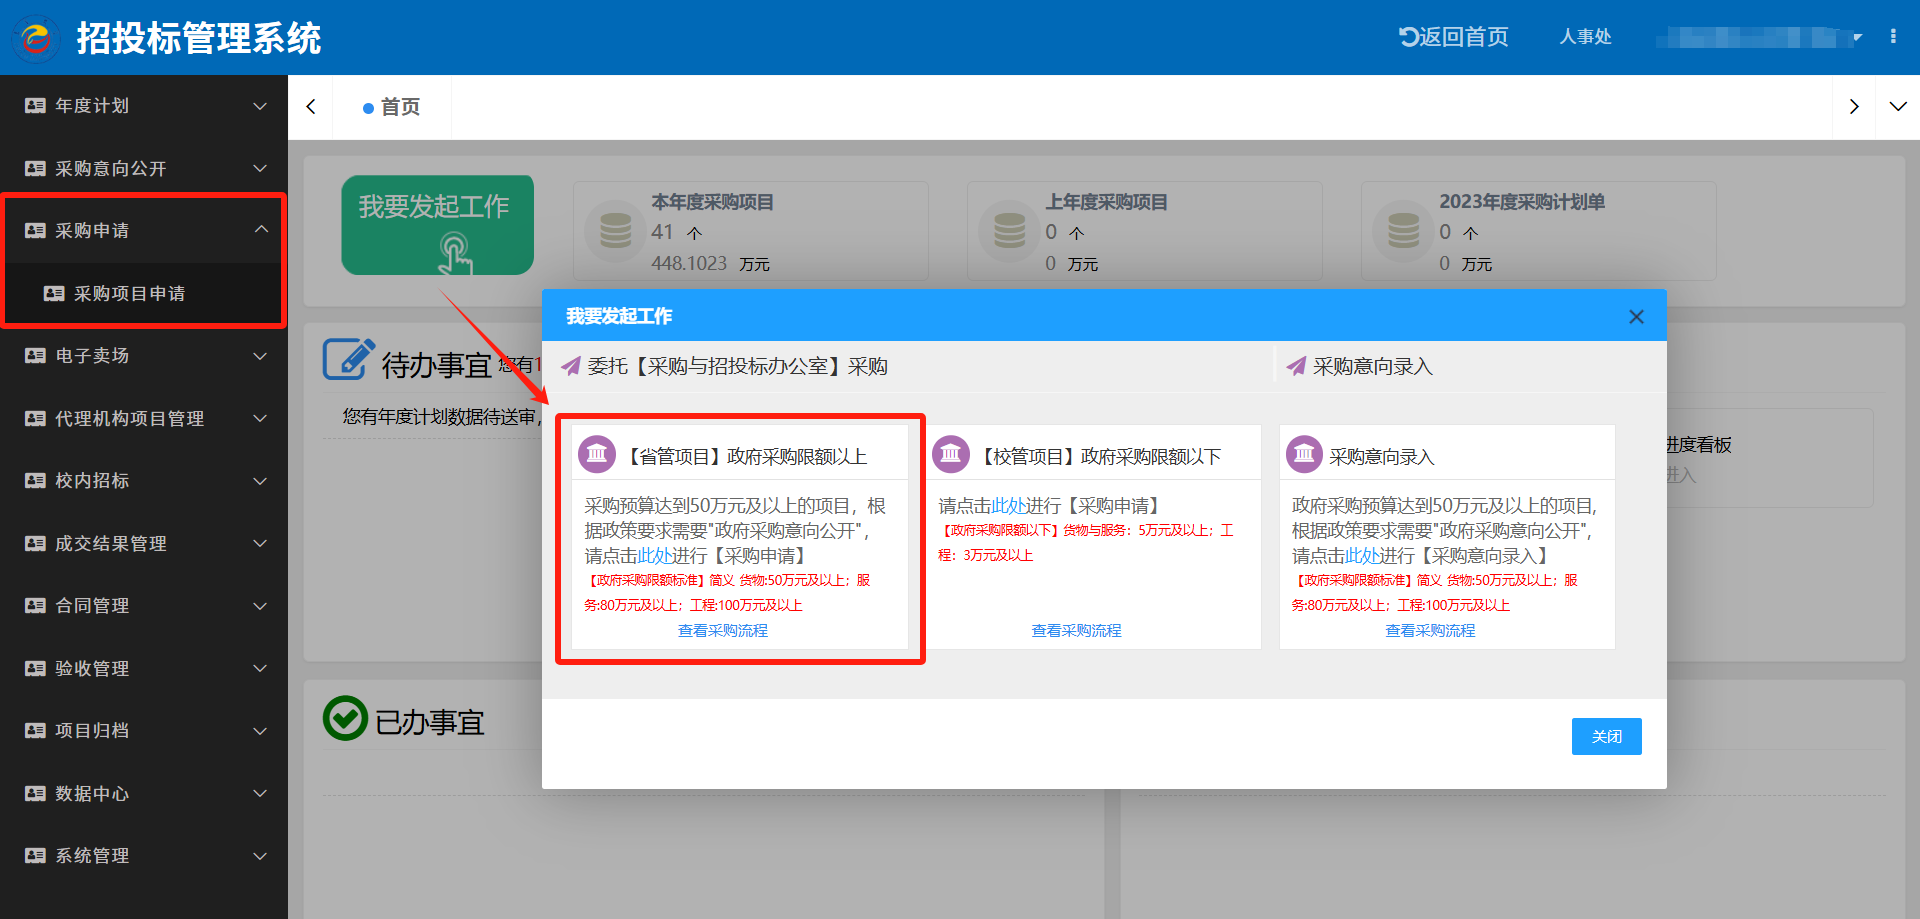 招投标管理系统
返回首页
人事处
年度计划
采购意向公开
采购申请
采购项目申请
电子卖场
代理机构项目管理
校内招标
成交结果管理
合同管理
验收管理
项目归档
数据中心
系统管理
首页
我要发起工作
本年度采购项目
41 个
448.1023 万元
上年度采购项目
0 个
0 万元
2023年度采购计划单
0 个
0 万元
待办事宜 您有1
您有年度计划数据待送审,
进度看板
进入
已办事宜
我要发起工作
委托【采购与招投标办公室】采购
采购意向录入
【省管项目】政府采购限额以上
采购预算达到50万元及以上的项目，根
据政策要求需要"政府采购意向公开"，
请点击此处进行【采购申请】
【政府采购限额标准】简义 货物:50万元及以上；服
务:80万元及以上；工程:100万元及以上
查看采购流程
【校管项目】政府采购限额以下
请点击此处进行【采购申请】
【政府采购限额以下】货物与服务：5万元及以上；工
程：3万元及以上
查看采购流程
采购意向录入
政府采购预算达到50万元及以上的项目，
根据政策要求需要"政府采购意向公开"，
请点击此处进行【采购意向录入】
【政府采购限额标准】简义 货物:50万元及以上；服
务:80万元及以上；工程:100万元及以上
查看采购流程
关闭